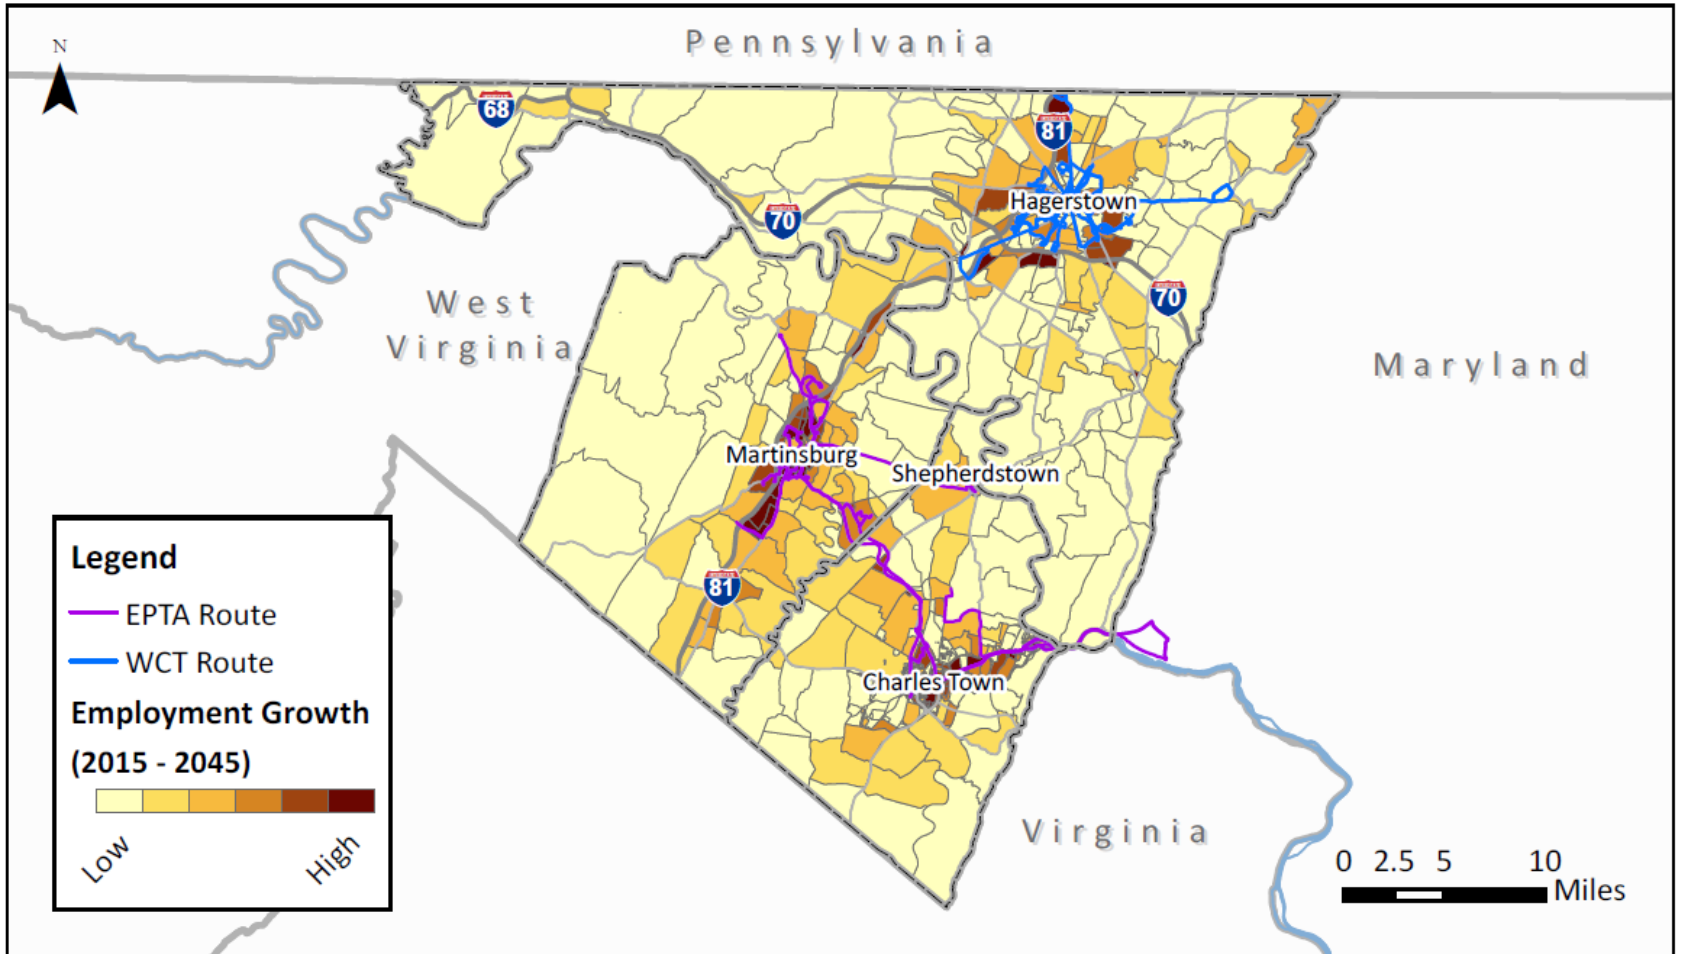 Pennsylvania
N
68
81
Hagerstown
70
70
West
Virginia
Maryland
Martinsburg
Shepherdstown
81
Charles Town
Virginia
Legend
EPTA Route
WCT Route
Employment Growth
(2015 - 2045)
Low
High
0 2.5 5 10
Miles